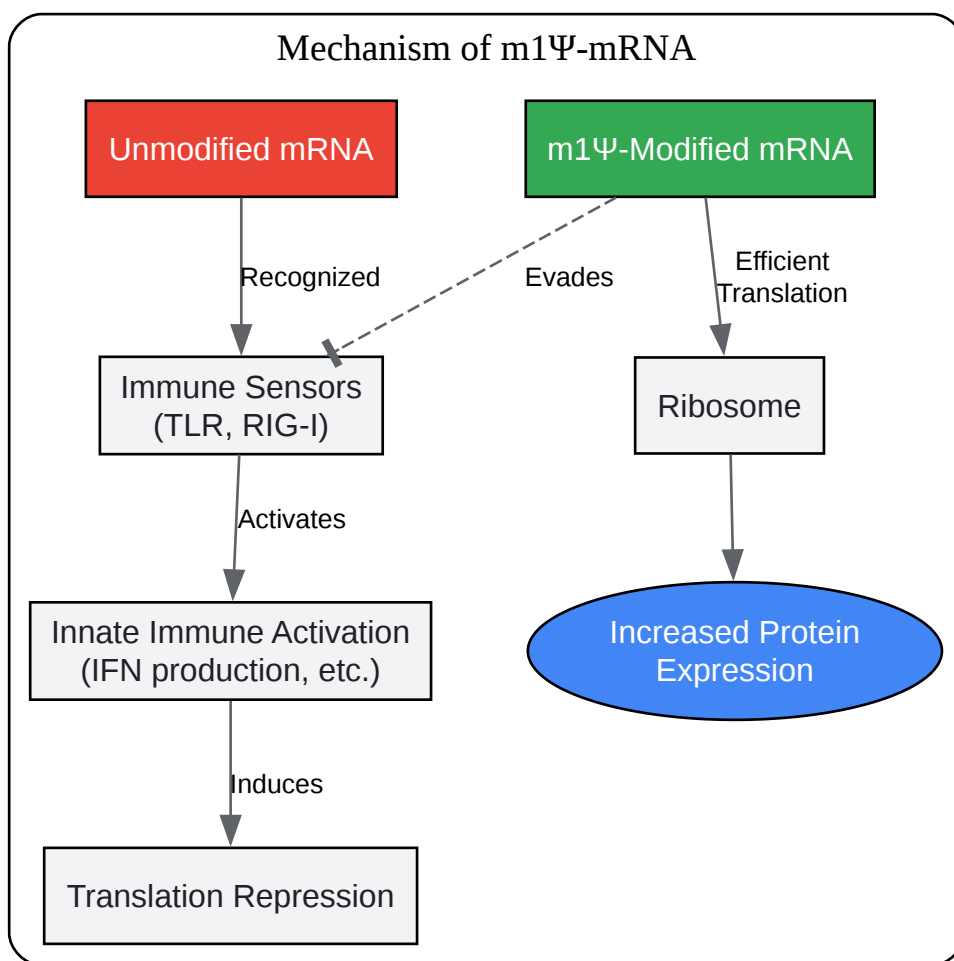 Mechanism of m1Ψ-mRNA
Unmodified mRNA
m1Ψ-Modified mRNA
Recognized
Evades
Efficient
Translation
Immune Sensors
(TLR, RIG-I)
Ribosome
Activates
Innate Immune Activation
(IFN production, etc.)
Increased Protein
Expression
Induces
Translation Repression